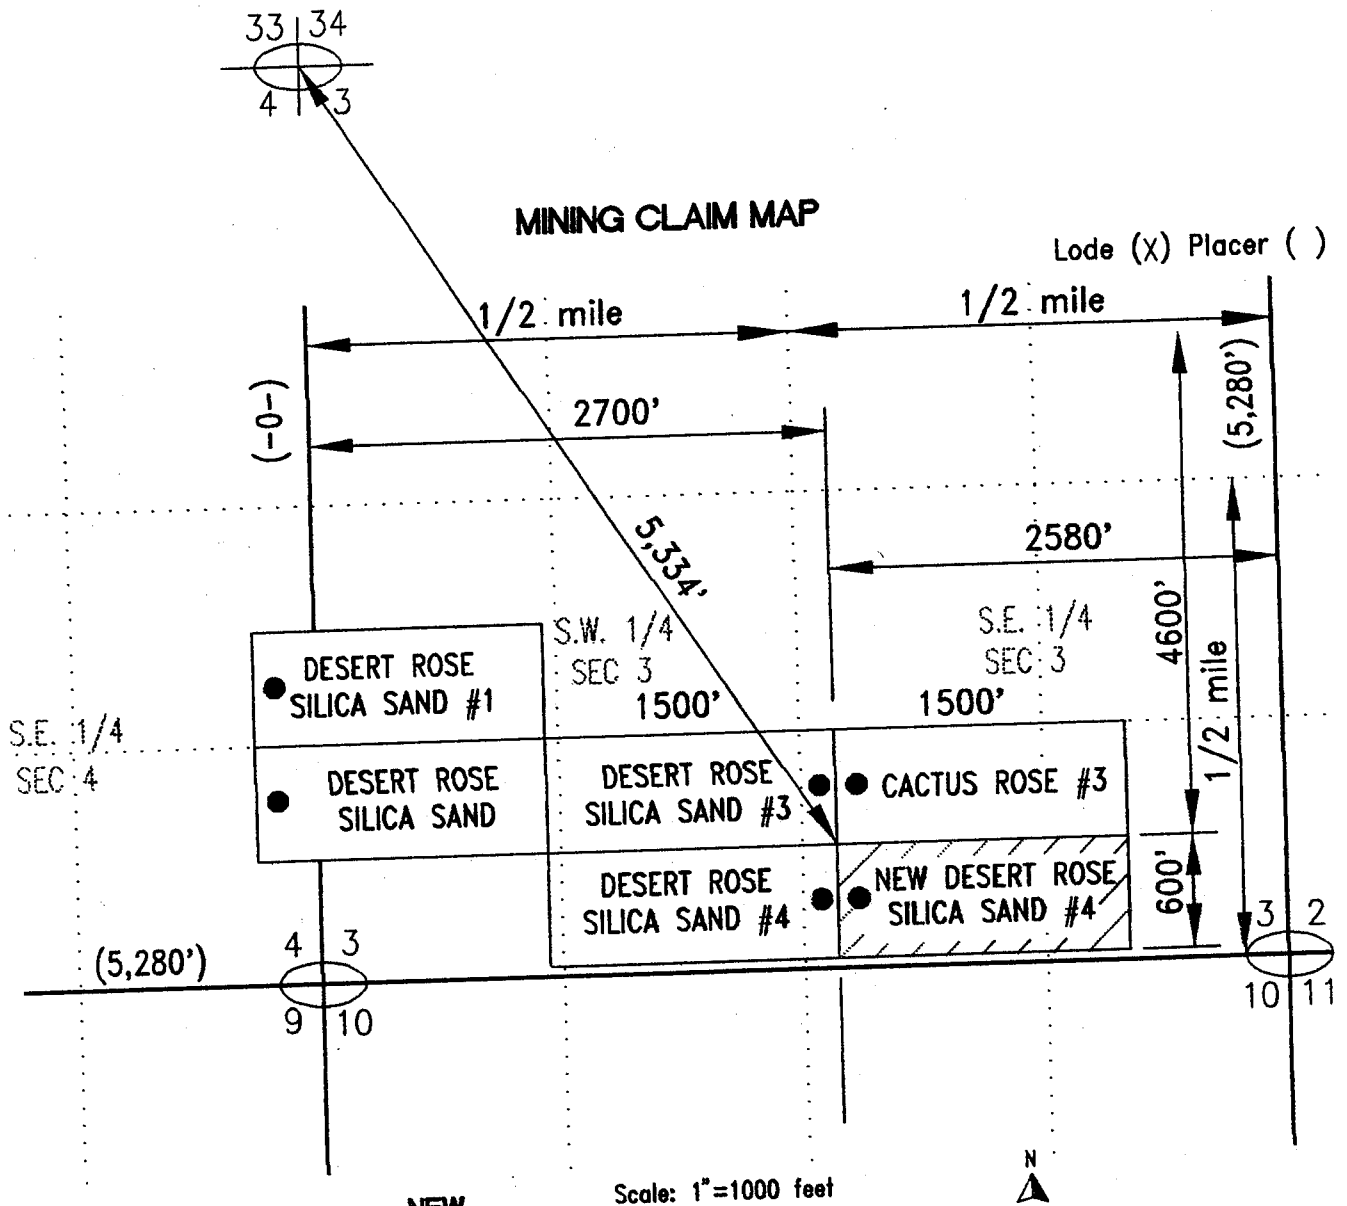 33 34
4 3
MINING CLAIM MAP
Lode (X) Placer ( )
1/2 mile
1/2 mile
(-0-)
(5,280')
2700'
2580'
5,334'
4600'
1/2 mile
S.W. 1/4
SEC 3
S.E. 1/4
SEC 3
DESERT ROSE
SILICA SAND #1
1500'
1500'
S.E. 1/4
SEC 4
DESERT ROSE
SILICA SAND
DESERT ROSE
SILICA SAND #3
CACTUS ROSE #3
DESERT ROSE
SILICA SAND #4
NEW DESERT ROSE
SILICA SAND #4
600'
(5,280')
4 3
9 10
3 2
10 11
NEW
Scale: 1"=1000 feet
N